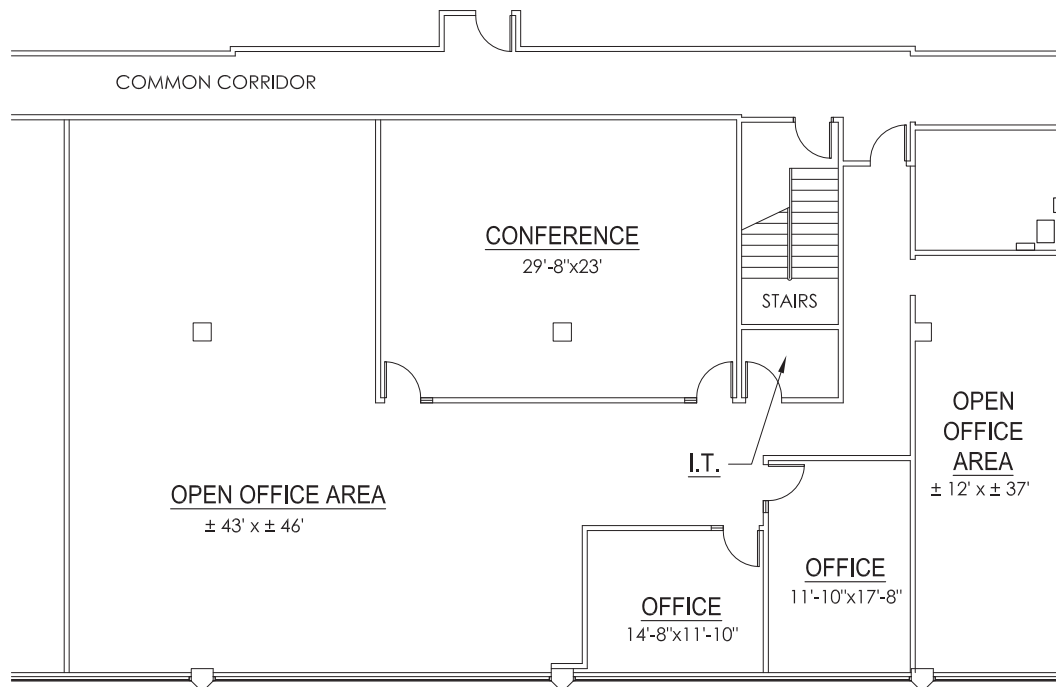 COMMON CORRIDOR
CONFERENCE
29'-8"x23'
STAIRS
OPEN
OFFICE
AREA
± 12' x ± 37'
I.T.
OPEN OFFICE AREA
± 43' x ± 46'
OFFICE
11'-10"x17'-8"
OFFICE
14'-8"x11'-10"